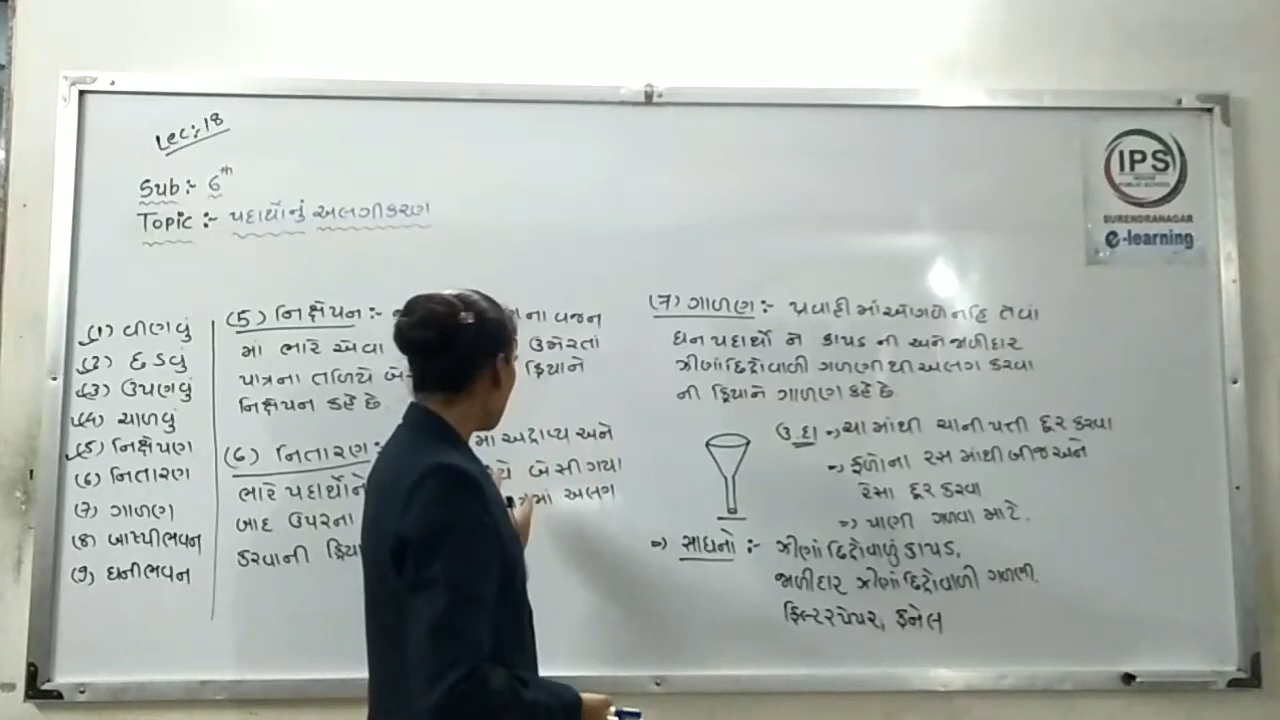 Lec:-18
Sub:- 6th
Topic:- પદાર્થોનું અલગીકરણ
(1) વીણવું
(2) છડવું
(3) ઉપણવું
(4) ચાળવું
(5) નિક્ષેપણ
(6) નિતારણ
(7) ગાળણ
(8) બાષ્પીભવન
(9) ઘનીભવન
(5) નિક્ષેપન:- ના વજન
માં ભારે એવા ઉમેરતાં
પાત્રના તળિયે ક્રિયાને
નિક્ષેપન કહે છે.
(6) નિતારણ:- માં અદ્રાવ્ય અને
ભારે પદાર્થોને બેસી ગયા
બાદ ઉપરના અલગ
કરવાની ક્રિયા
(7) ગાળણ:- પ્રવાહીમાં ઓગળે નહિ તેવાં
ઘન પદાર્થો ને કાપડ ની અને જાળીદાર
ઝીણાં છિદ્રોવાળી ગળણીથી અલગ કરવા
ની ક્રિયાને ગાળણ કહે છે.
ઉ.દા → ચા માંથી ચાની પત્તી દૂર કરવા
⇒ ફળોના રસ માંથી બીજ અને
રેસા દૂર કરવા
⇒ પાણી ગાળવા માટે.
⇒ સાધનો:- ઝીણાં છિદ્રોવાળું કાપડ,
જાળીદાર ઝીણાં છિદ્રોવાળી ગળણી.
ફિલ્ટરપેપર, ફનેલ
IPS
PUBLIC SCHOOL
SURENDRANAGAR
e-learning